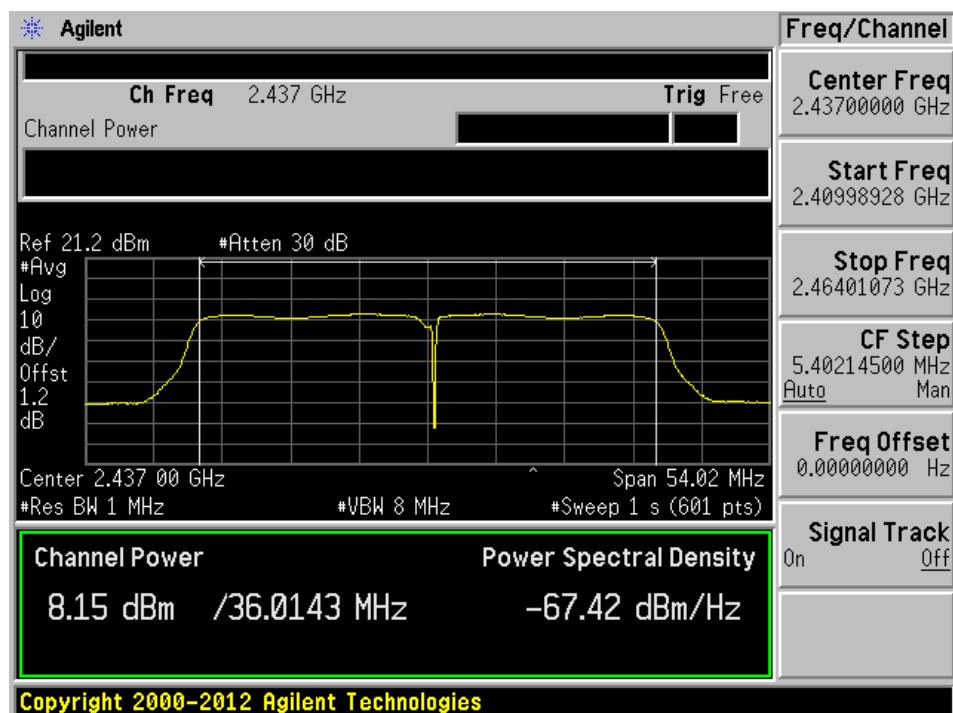 Agilent
Freq/Channel
Ch Freq 2.437 GHz
Trig Free
Channel Power
Ref 21.2 dBm
#Atten 30 dB
#Avg
Log
10
dB/
Offst
1.2
dB
Center 2.437 00 GHz
Span 54.02 MHz
#Res BW 1 MHz
#VBW 8 MHz
#Sweep 1 s (601 pts)
Channel Power
Power Spectral Density
8.15 dBm /36.0143 MHz
-67.42 dBm/Hz
Center Freq
2.43700000 GHz
Start Freq
2.40998928 GHz
Stop Freq
2.46401073 GHz
CF Step
5.40214500 MHz
Auto Man
Freq Offset
0.00000000 Hz
Signal Track
On Off
Copyright 2000-2012 Agilent Technologies